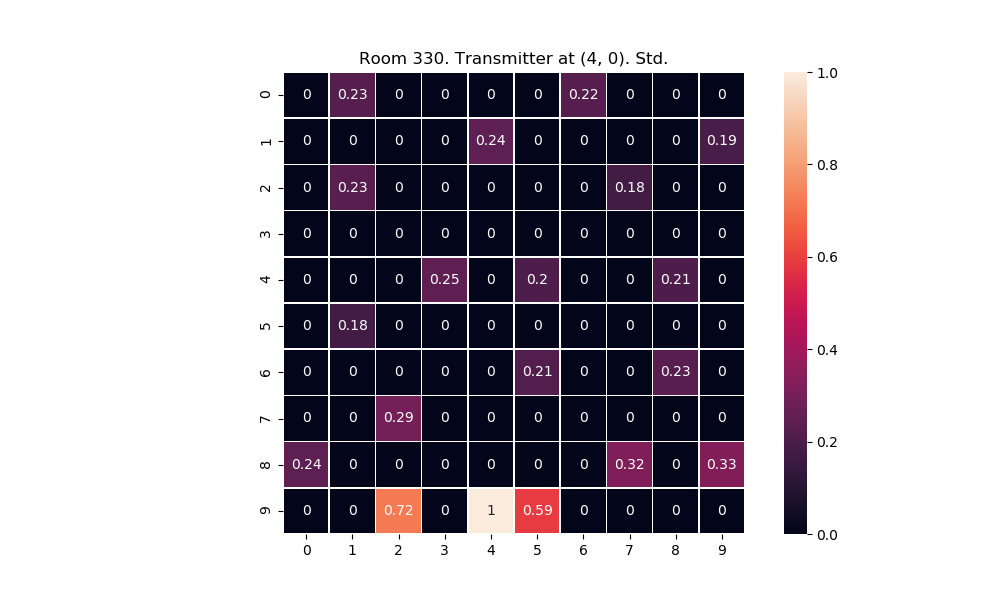 Room 330. Transmitter at (4, 0). Std.
0 0 0.23 0 0 0 0 0.22 0 0 0 1.0
1 0 0 0 0 0.24 0 0 0 0 0.19
2 0 0.23 0 0 0 0 0 0.18 0 0 0.8
3 0 0 0 0 0 0 0 0 0 0
4 0 0 0 0.25 0 0.2 0 0 0.21 0 0.6
5 0 0.18 0 0 0 0 0 0 0 0
6 0 0 0 0 0 0.21 0 0 0.23 0 0.4
7 0 0 0.29 0 0 0 0 0 0 0
8 0.24 0 0 0 0 0 0 0.32 0 0.33 0.2
9 0 0 0.72 0 1 0.59 0 0 0 0 0.0
0 1 2 3 4 5 6 7 8 9